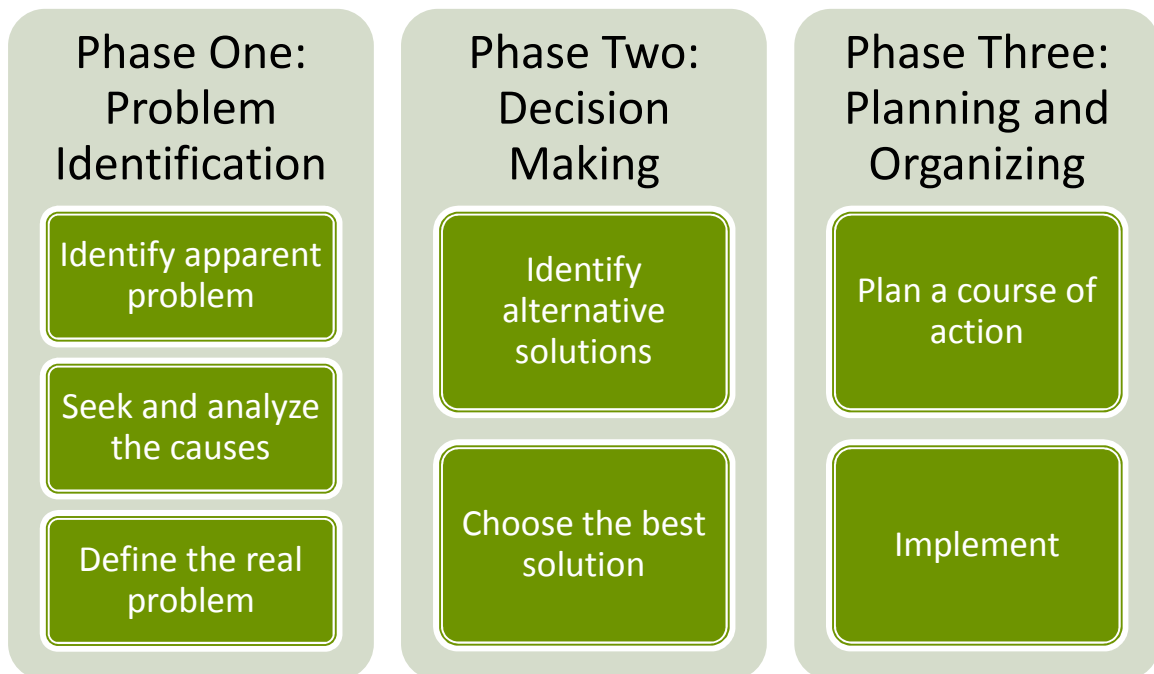 Phase One:
Problem
Identification
Identify apparent
problem
Seek and analyze
the causes
Define the real
problem
Phase Two:
Decision
Making
Identify
alternative
solutions
Choose the best
solution
Phase Three:
Planning and
Organizing
Plan a course of
action
Implement